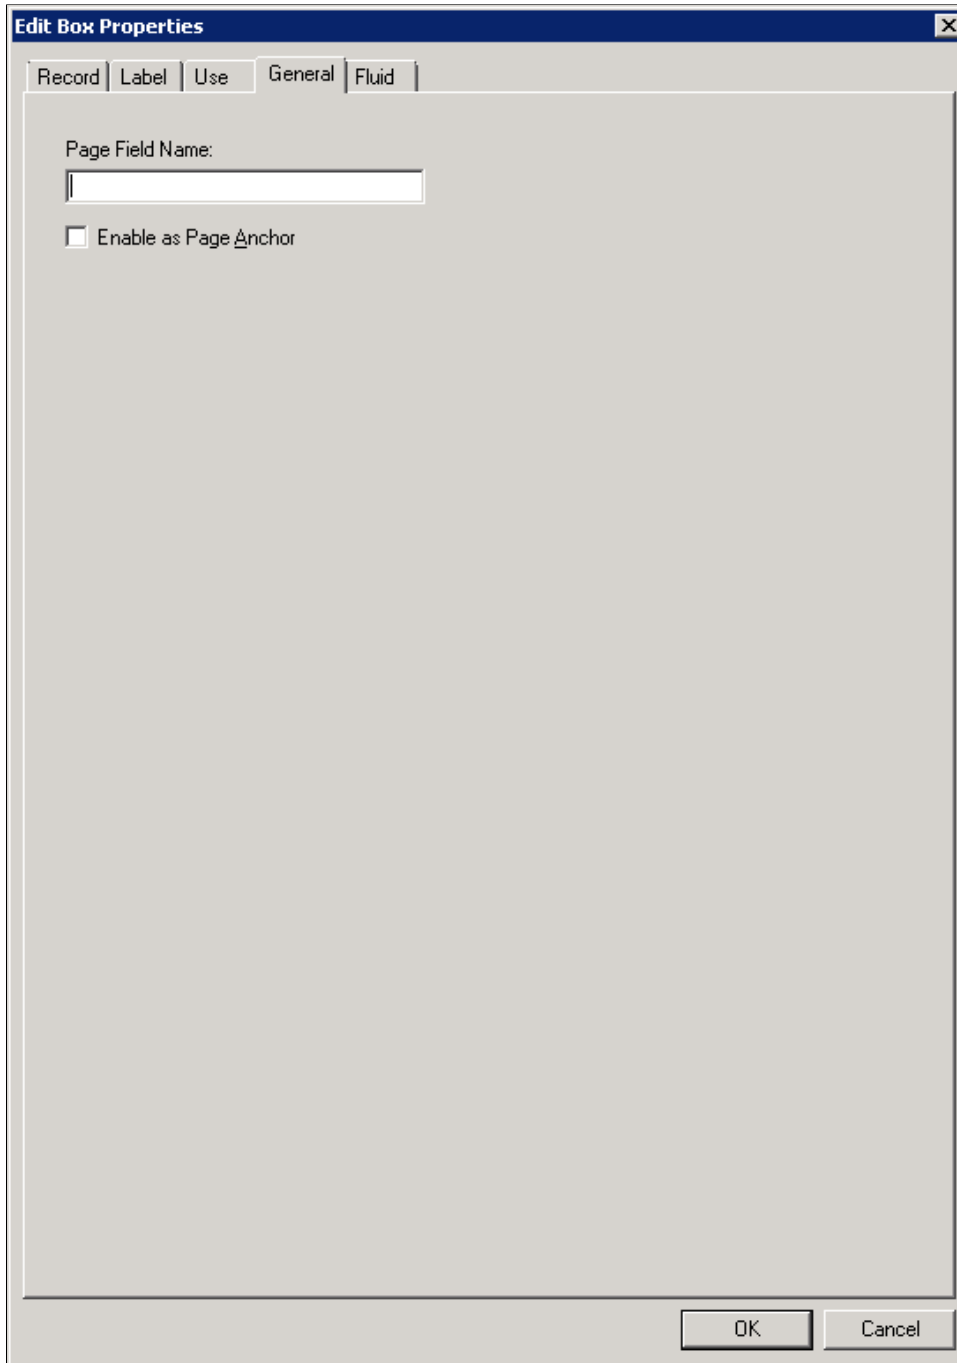 Edit Box Properties
Record Label Use General Fluid
Page Field Name:
Enable as Page Anchor
OK Cancel